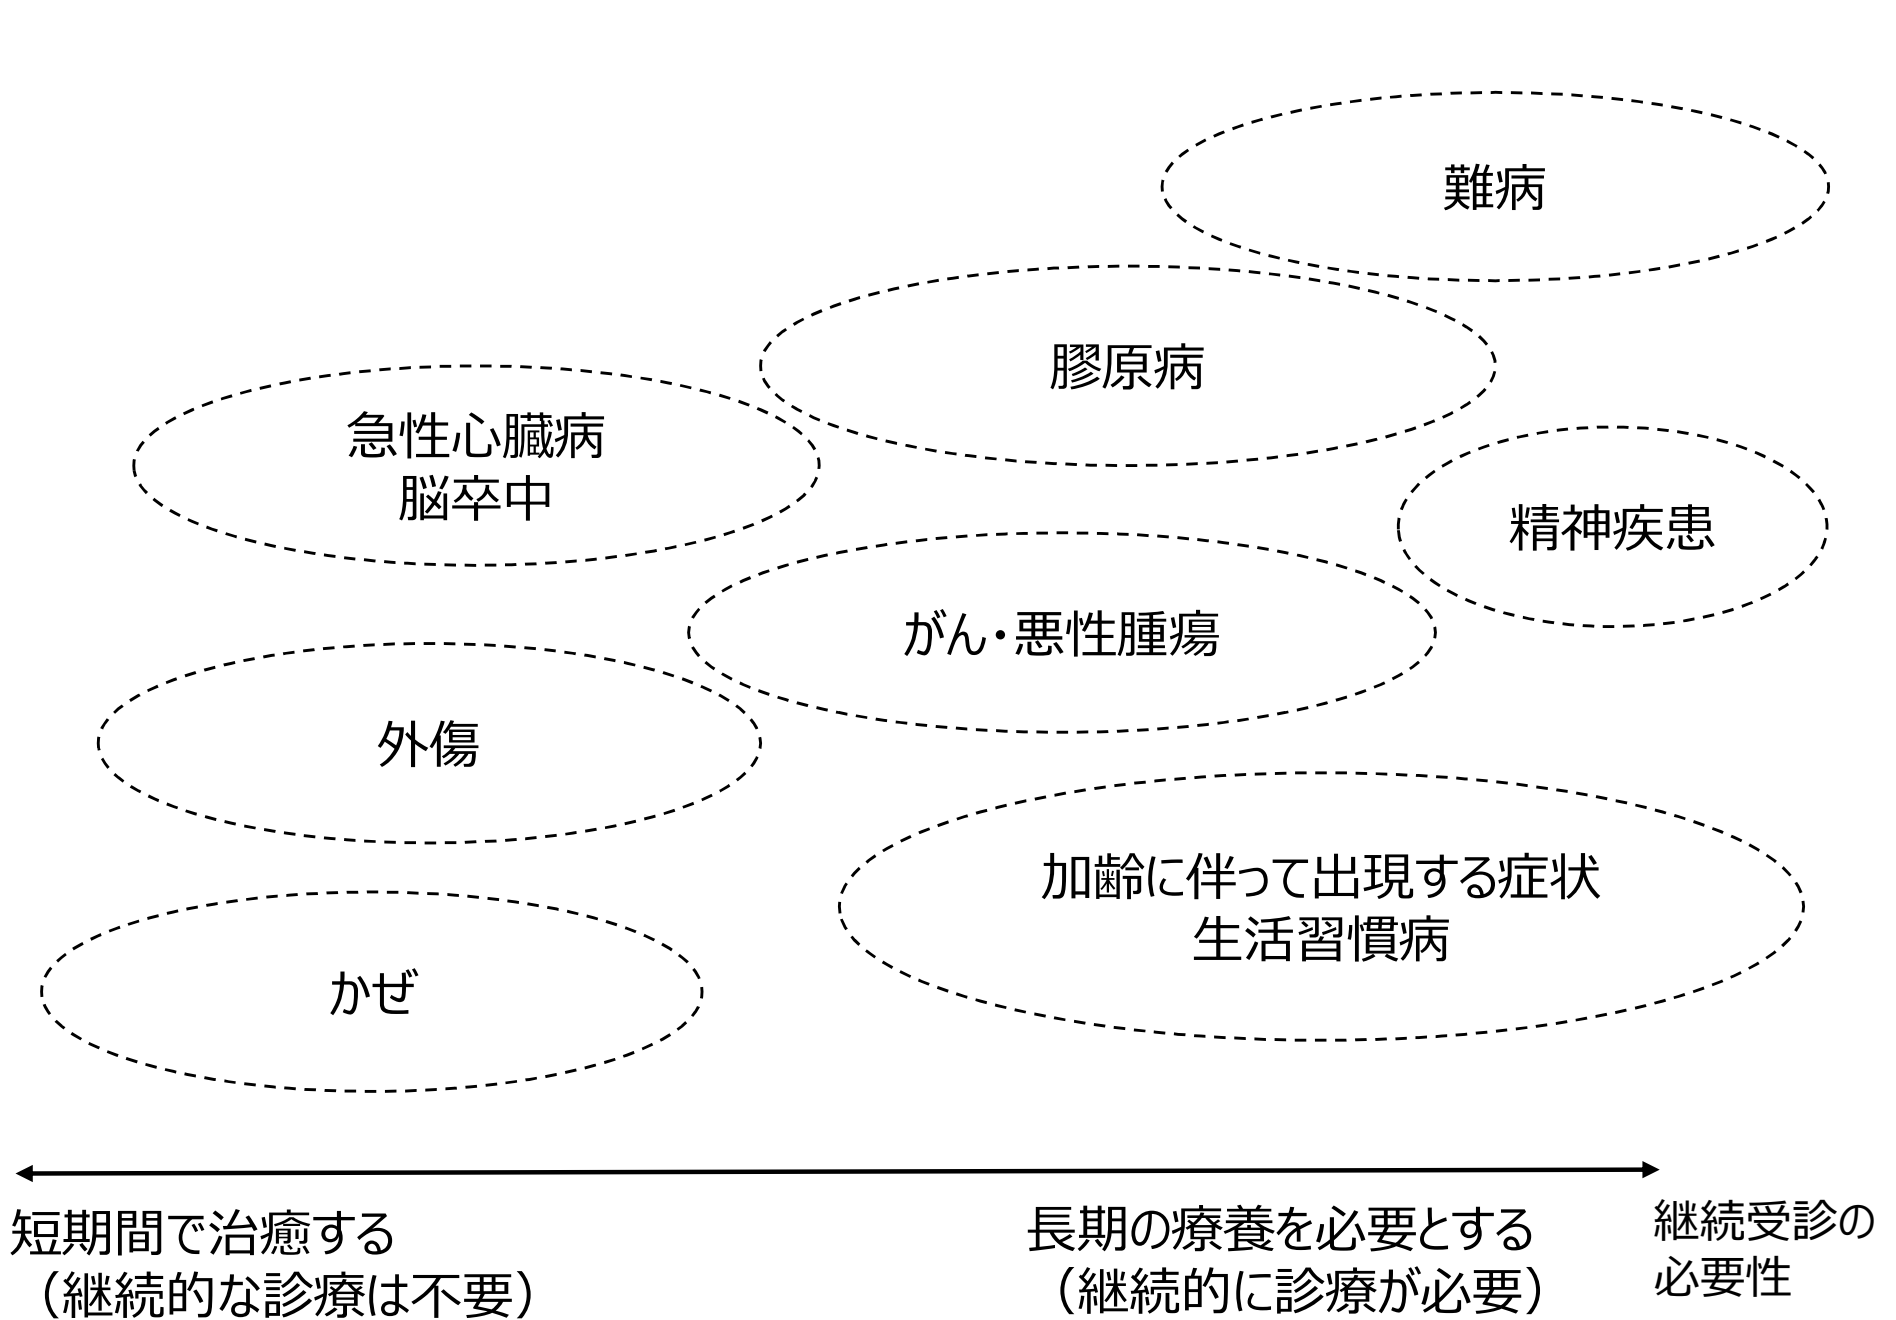 難病
膠原病
急性心臓病
脳卒中
精神疾患
がん・悪性腫瘍
外傷
加齢に伴って出現する症状
生活習慣病
かぜ
短期間で治癒する
（継続的な診療は不要）
長期の療養を必要とする
（継続的に診療が必要）
継続受診の
必要性